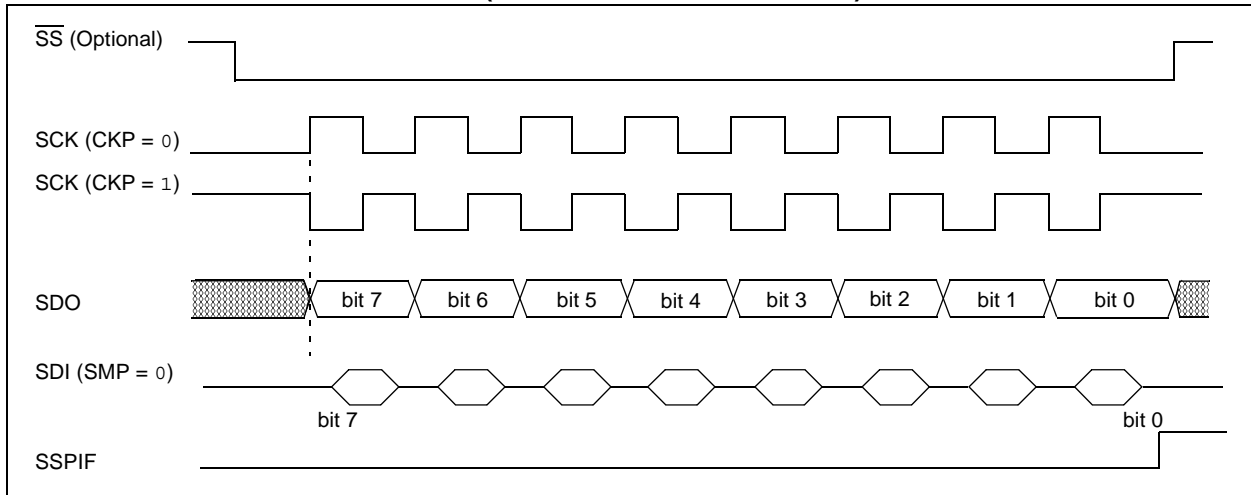 SS (Optional)
SCK (CKP = 0)
SCK (CKP = 1)
SDO bit 7 bit 6 bit 5 bit 4 bit 3 bit 2 bit 1 bit 0
SDI (SMP = 0)
bit 7 bit 0
SSPIF